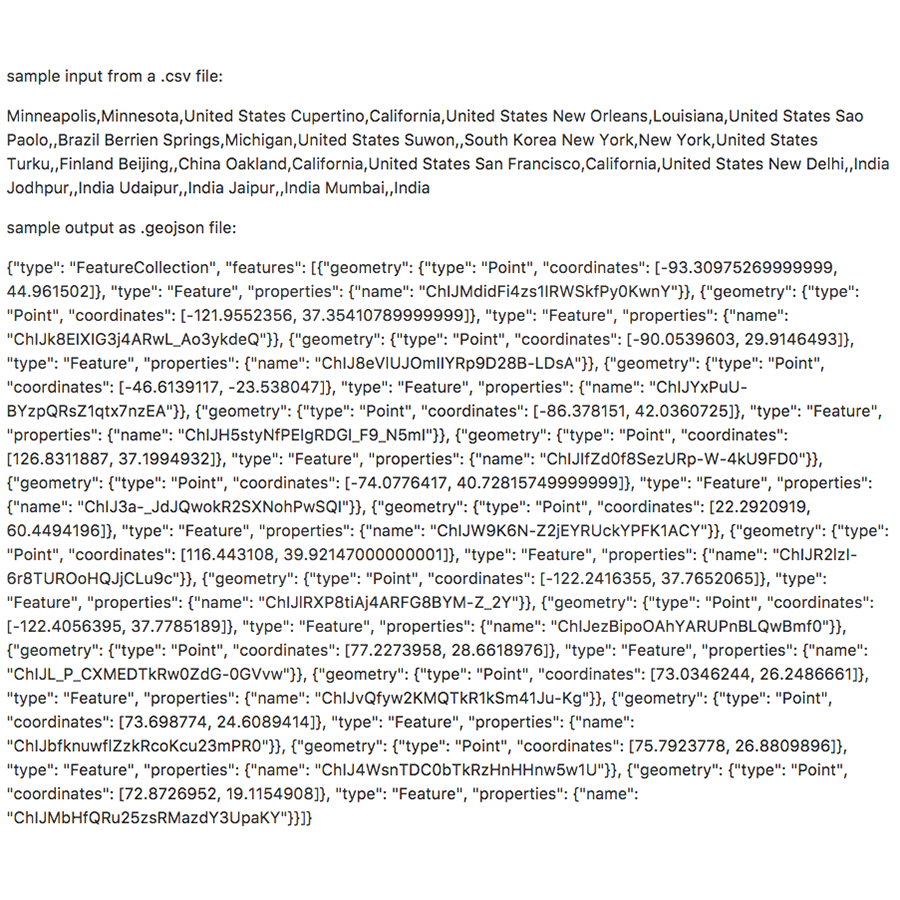 sample input from a .csv file:
Minneapolis,Minnesota,United States Cupertino,California,United States New Orleans,Louisiana,United States Sao
Paolo,,Brazil Berrien Springs,Michigan,United States Suwon,,South Korea New York,New York,United States
Turku,,Finland Beijing,,China Oakland,California,United States San Francisco,California,United States New Delhi,,India
Jodhpur,,India Udaipur,,India Jaipur,,India Mumbai,,India
sample output as .geojson file:
{"type": "FeatureCollection", "features": [{"geometry": {"type": "Point", "coordinates": [-93.30975269999999,
44.961502]}, "type": "Feature", "properties": {"name": "ChIJMdidFi4zs1IRWSkfPy0KwnY"}}, {"geometry": {"type":
"Point", "coordinates": [-121.9552356, 37.35410789999999]}, "type": "Feature", "properties": {"name":
"ChIJk8EIXIG3j4ARwL_Ao3ykdeQ"}}, {"geometry": {"type": "Point", "coordinates": [-90.0539603, 29.9146493]},
"type": "Feature", "properties": {"name": "ChIJ8eVlUJOmIIYRp9D28B-LDsA"}}, {"geometry": {"type": "Point",
"coordinates": [-46.6139117, -23.538047]}, "type": "Feature", "properties": {"name": "ChIJYxPuU-
BYzpQRsZ1qtx7nzEA"}}, {"geometry": {"type": "Point", "coordinates": [-86.378151, 42.0360725]}, "type": "Feature",
"properties": {"name": "ChIJH5styNfPEIgRDGI_F9_N5mI"}}, {"geometry": {"type": "Point", "coordinates":
[126.8311887, 37.1994932]}, "type": "Feature", "properties": {"name": "ChIJIfZd0f8SezURp-W-4kU9FD0"}},
{"geometry": {"type": "Point", "coordinates": [-74.0776417, 40.72815749999999]}, "type": "Feature", "properties":
{"name": "ChIJ3a-_JdJQwokR2SXNohPwSQI"}}, {"geometry": {"type": "Point", "coordinates": [22.2920919,
60.4494196]}, "type": "Feature", "properties": {"name": "ChIJW9K6N-Z2jEYRUckYPFK1ACY"}}, {"geometry": {"type":
"Point", "coordinates": [116.443108, 39.92147000000001]}, "type": "Feature", "properties": {"name": "ChIJR2lzI-
6r8TUROoHQJjCLu9c"}}, {"geometry": {"type": "Point", "coordinates": [-122.2416355, 37.7652065]}, "type":
"Feature", "properties": {"name": "ChIJlRXP8tiAj4ARFG8BYM-Z_2Y"}}, {"geometry": {"type": "Point", "coordinates":
[-122.4056395, 37.7785189]}, "type": "Feature", "properties": {"name": "ChIJezBipoOAhYARUPnBLQwBmf0"}},
{"geometry": {"type": "Point", "coordinates": [77.2273958, 28.6618976]}, "type": "Feature", "properties": {"name":
"ChIJL_P_CXMEDTkRw0ZdG-0GVvw"}}, {"geometry": {"type": "Point", "coordinates": [73.0346244, 26.2486661]},
"type": "Feature", "properties": {"name": "ChIJvQfyw2KMQTkR1kSm41Ju-Kg"}}, {"geometry": {"type": "Point",
"coordinates": [73.698774, 24.6089414]}, "type": "Feature", "properties": {"name":
"ChIJbfknuwflZzkRcoKcu23mPR0"}}, {"geometry": {"type": "Point", "coordinates": [75.7923778, 26.8809896]},
"type": "Feature", "properties": {"name": "ChIJ4WsnTDC0bTkRzHnHHnw5w1U"}}, {"geometry": {"type": "Point",
"coordinates": [72.8726952, 19.1154908]}, "type": "Feature", "properties": {"name":
"ChIJMbHfQRu25zsRMazdY3UpaKY"}}]}